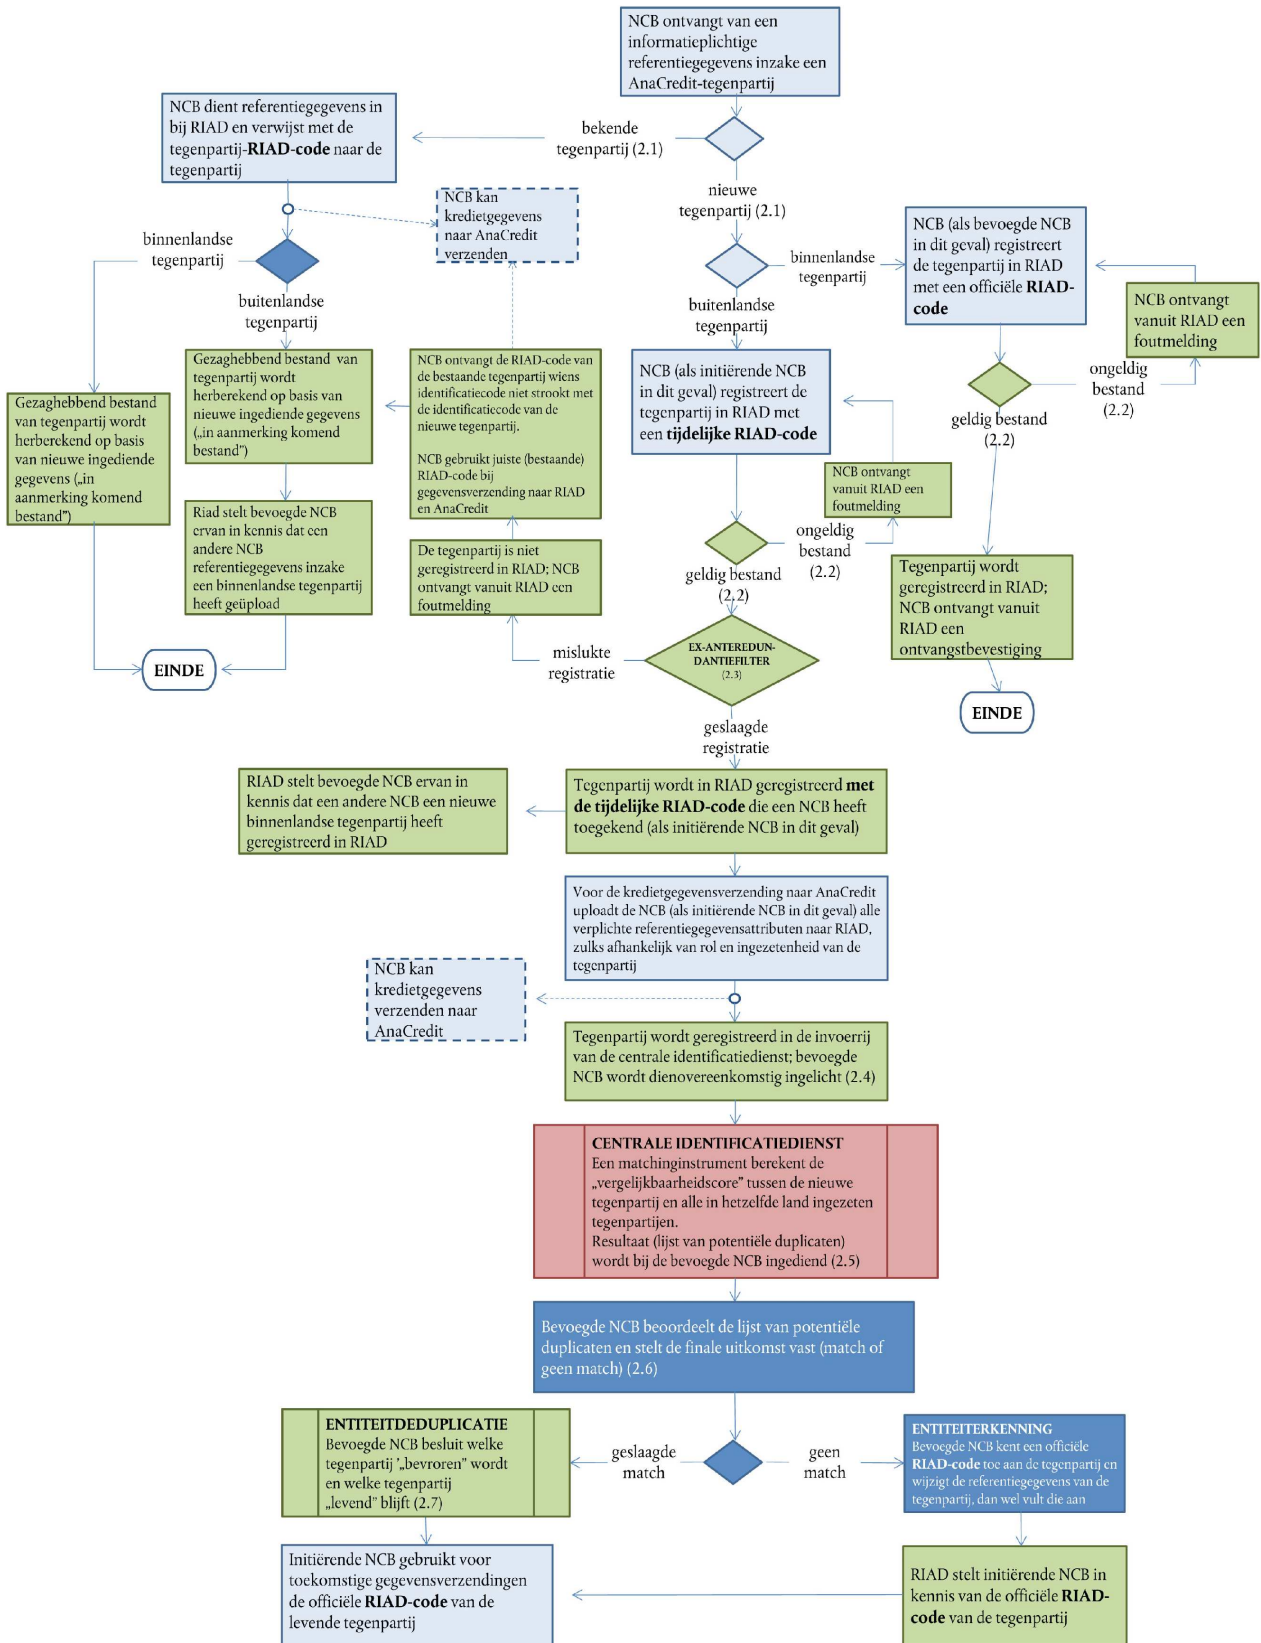 NCB ontvangt van een
informatieplichtige
referentiegegevens inzake een
AnaCredit-tegenpartij
NCB dient referentiegegevens in
bij RIAD en verwijst met de
tegenpartij-RIAD-code naar de
tegenpartij
bekende
tegenpartij (2.1)
nieuwe
tegenpartij (2.1)
NCB kan
kredietgegevens
naar AnaCredit
verzenden
binnenlandse
tegenpartij
buitenlandse
tegenpartij
binnenlandse
tegenpartij
buitenlandse
tegenpartij
NCB (als bevoegde NCB
in dit geval) registreert
de tegenpartij in RIAD
met een officiële RIAD-
code
NCB ontvangt
vanuit RIAD een
foutmelding
ongeldig
bestand
(2.2)
geldig bestand
(2.2)
Gezaghebbend bestand
van tegenpartij wordt
herberekend op basis
van nieuwe ingediende
gegevens („in
aanmerking komend
bestand”)
Gezaghebbend bestand van
tegenpartij wordt
herberekend op basis van
nieuwe ingediende gegevens
(„in aanmerking komend
bestand”)
Riad stelt bevoegde NCB
ervan in kennis dat een
andere NCB
referentiegegevens inzake
een binnenlandse tegenpartij
heeft geüpload
NCB ontvangt de RIAD-code van
de bestaande tegenpartij wiens
identificatiecode niet strookt met
de identificatiecode van de
nieuwe tegenpartij.
NCB gebruikt juiste (bestaande)
RIAD-code bij
gegevensverzending naar RIAD
en AnaCredit
De tegenpartij is niet
geregistreerd in RIAD; NCB
ontvangt vanuit RIAD een
foutmelding
NCB (als initiërende NCB
in dit geval) registreert de
tegenpartij in RIAD met
een tijdelijke RIAD-code
NCB ontvangt
vanuit RIAD een
foutmelding
ongeldig
bestand
(2.2)
geldig bestand
(2.2)
Tegenpartij wordt
geregistreerd in RIAD;
NCB ontvangt vanuit
RIAD een
ontvangstbevestiging
EINDE
EINDE
mislukte
registratie
EX-ANTEREDUN-
DANTIEFILTER
(2.3)
geslaagde
registratie
RIAD stelt bevoegde NCB ervan in
kennis dat een andere NCB een nieuwe
binnenlandse tegenpartij heeft
geregistreerd in RIAD
Tegenpartij wordt in RIAD geregistreerd met
de tijdelijke RIAD-code die een NCB heeft
toegekend (als initiërende NCB in dit geval)
Voor de kredietgegevensverzending naar AnaCredit
uploadt de NCB (als initiërende NCB in dit geval) alle
verplichte referentiegegevensattributen naar RIAD,
zulks afhankelijk van rol en ingezetenheid van de
tegenpartij
NCB kan
kredietgegevens
verzenden naar
AnaCredit
Tegenpartij wordt geregistreerd in de invoerrij
van de centrale identificatiedienst; bevoegde
NCB wordt dienovereenkomstig ingelicht (2.4)
CENTRALE IDENTIFICATIEDIENST
Een matchinginstrument berekent de
„vergelijkbaarheidscore” tussen de nieuwe
tegenpartij en alle in hetzelfde land ingezeten
tegenpartijen.
Resultaat (lijst van potentiële duplicaten)
wordt bij de bevoegde NCB ingediend (2.5)
Bevoegde NCB beoordeelt de lijst van potentiële
duplicaten en stelt de finale uitkomst vast (match of
geen match) (2.6)
ENTITEITDEDUPLICATIE
Bevoegde NCB besluit welke
tegenpartij '„bevroren” wordt
en welke tegenpartij
„levend” blijft (2.7)
geslaagde
match
geen
match
ENTITEITERKENNING
Bevoegde NCB kent een officiële
RIAD-code toe aan de tegenpartij en
wijzigt de referentiegegevens van de
tegenpartij, dan wel vult die aan
Initiërende NCB gebruikt voor
toekomstige gegevensverzendingen
de officiële RIAD-code van de
levende tegenpartij
RIAD stelt initiërende NCB in
kennis van de officiële RIAD-
code van de tegenpartij